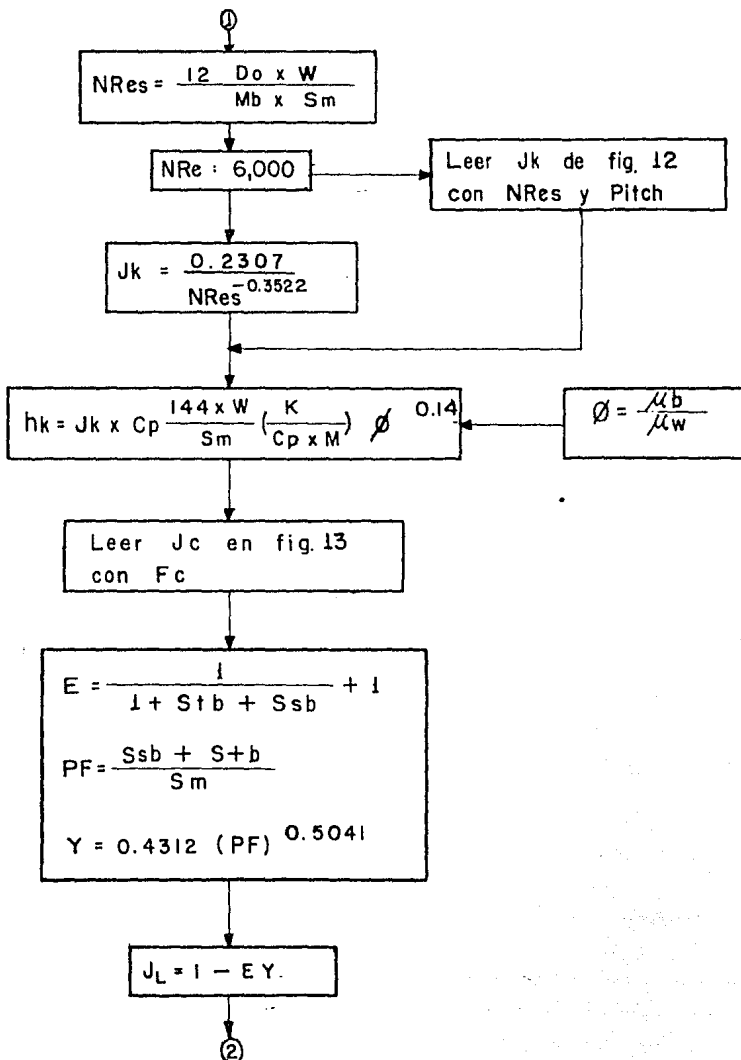 1
NRes = 12 Do x W / Mb x Sm
NRe : 6,000
Leer Jk de fig. 12
con NRes y Pitch
Jk = 0.2307 / NRes^-0.3522
hk = Jk x Cp 144 x W / Sm (K / Cp x M) ø^0.14
ø = μb / μw
Leer Jc en fig. 13
con Fc
E = 1 / 1 + Stb + Ssb + 1
PF = Ssb + S+b / Sm
Y = 0.4312 (PF)^0.5041
JL = 1 - EY.
2